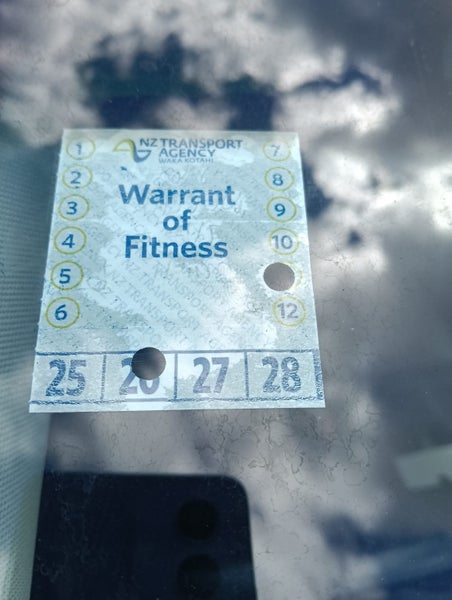 NZ TRANSPORT
AGENCY
WAKA KOTAHI
Warrant
of
Fitness
1
2
3
4
5
6
7
8
9
10
12
25 26 27 28